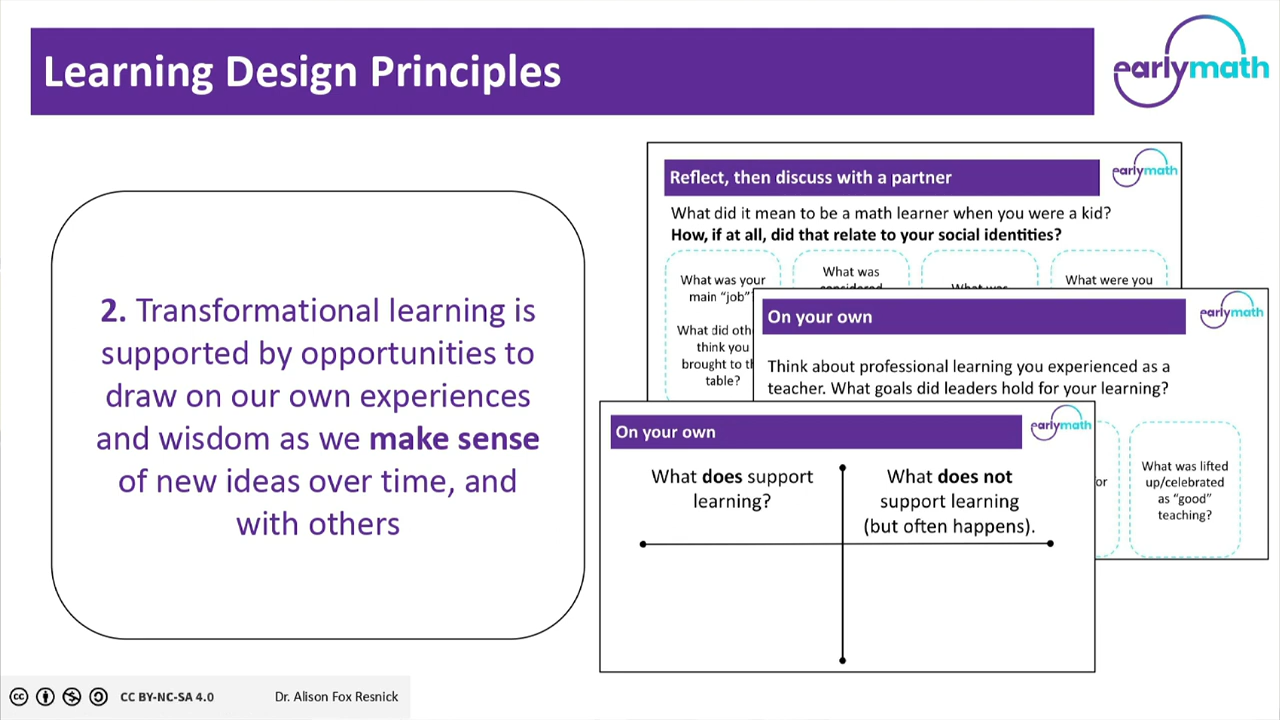 Learning Design Principles
earlymath
2. Transformational learning is
supported by opportunities to
draw on our own experiences
and wisdom as we make sense
of new ideas over time, and
with others
Reflect, then discuss with a partner
earlymath
What did it mean to be a math learner when you were a kid?
How, if at all, did that relate to your social identities?
What was your
main "job"
What did
think you
brought to
table?
What was
What were you
On your own
earlymath
Think about professional learning you experienced as a
teacher. What goals did leaders hold for your learning?
or
What was lifted
up/celebrated
as "good"
teaching?
On your own
earlymath
What does support
learning?
What does not
support learning
(but often happens).
CC BY-NC-SA 4.0
Dr. Alison Fox Resnick